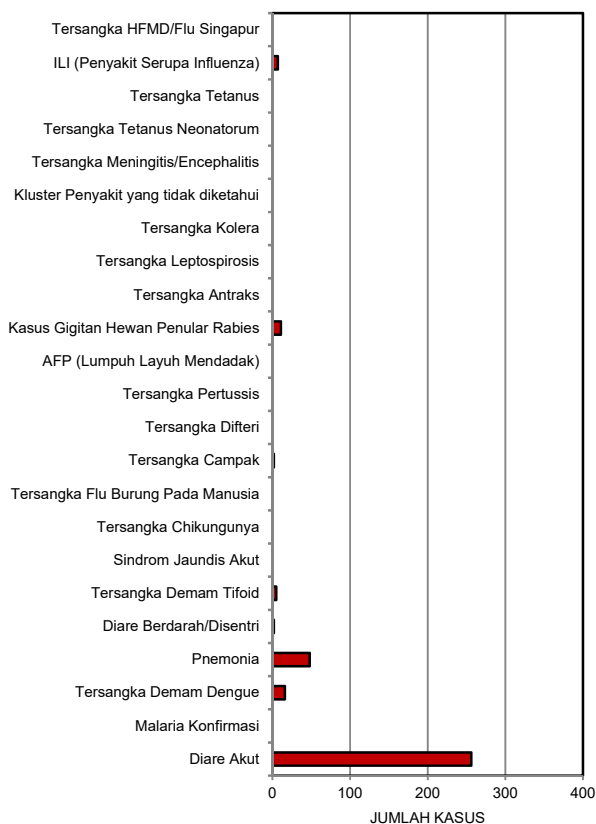 Tersangka HFMD/Flu Singapur
ILI (Penyakit Serupa Influenza)
Tersangka Tetanus
Tersangka Tetanus Neonatorum
Tersangka Meningitis/Encephalitis
Kluster Penyakit yang tidak diketahui
Tersangka Kolera
Tersangka Leptospirosis
Tersangka Antraks
Kasus Gigitan Hewan Penular Rabies
AFP (Lumpuh Layuh Mendadak)
Tersangka Pertussis
Tersangka Difteri
Tersangka Campak
Tersangka Flu Burung Pada Manusia
Tersangka Chikungunya
Sindrom Jaundis Akut
Tersangka Demam Tifoid
Diare Berdarah/Disentri
Pnemonia
Tersangka Demam Dengue
Malaria Konfirmasi
Diare Akut
0 100 200 300 400
JUMLAH KASUS